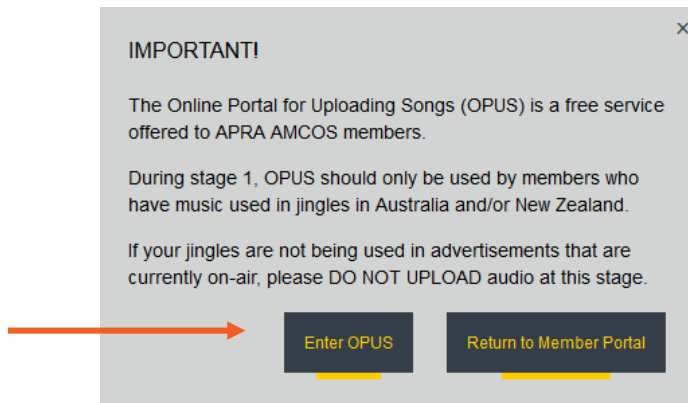 IMPORTANT!
The Online Portal for Uploading Songs (OPUS) is a free service
offered to APRA AMCOS members.
During stage 1, OPUS should only be used by members who
have music used in jingles in Australia and/or New Zealand.
If your jingles are not being used in advertisements that are
currently on-air, please DO NOT UPLOAD audio at this stage.
Enter OPUS
Return to Member Portal